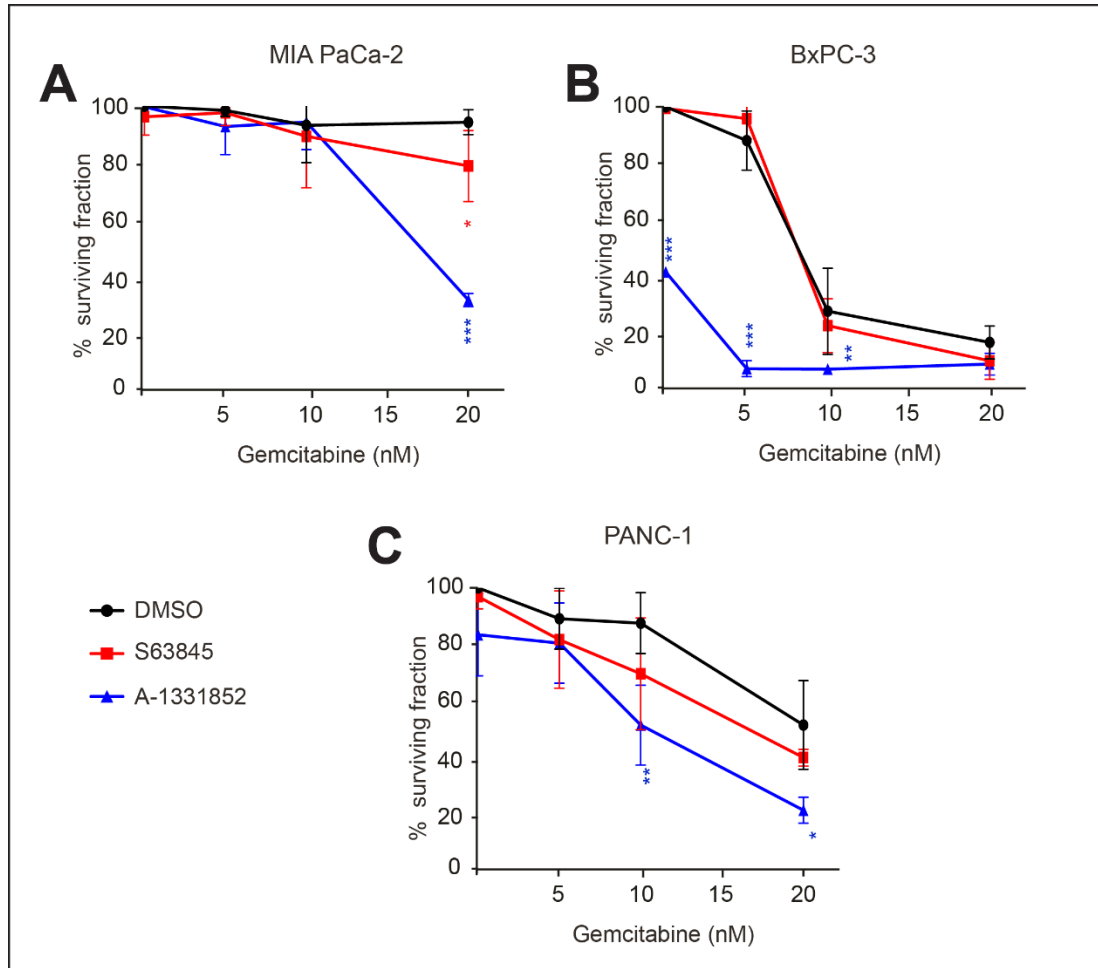 A
MIA PaCa-2
% surviving fraction
100
80
60
40
20
0
5
10
15
20
*
***
Gemcitabine (nM)
B
BxPC-3
% surviving fraction
100
80
60
40
20
0
5
10
15
20
***
***
**
Gemcitabine (nM)
DMSO
S63845
A-1331852
C
PANC-1
% surviving fraction
100
80
60
40
20
0
5
10
15
20
**
*
Gemcitabine (nM)